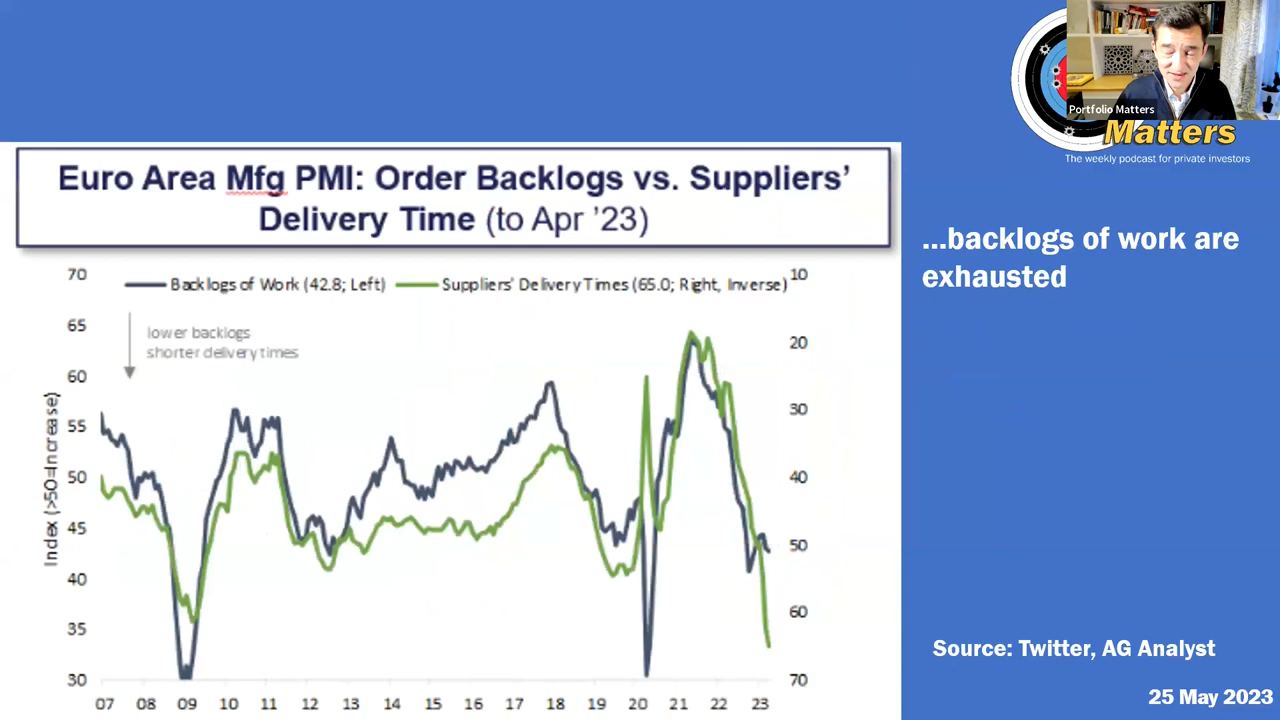 Portfolio Matters
Matters
The weekly podcast for private investors
Euro Area Mfg PMI: Order Backlogs vs. Suppliers’
Delivery Time (to Apr ’23)
...backlogs of work are
exhausted
70
Backlogs of Work (42.8; Left)
Suppliers' Delivery Times (65.0; Right, Inverse)
10
lower backlogs
shorter delivery times
Index (>50=Increase)
65
60
55
50
45
40
35
30
20
30
40
50
60
70
07 08 09 10 11 12 13 14 15 16 17 18 19 20 21 22 23
Source: Twitter, AG Analyst
25 May 2023